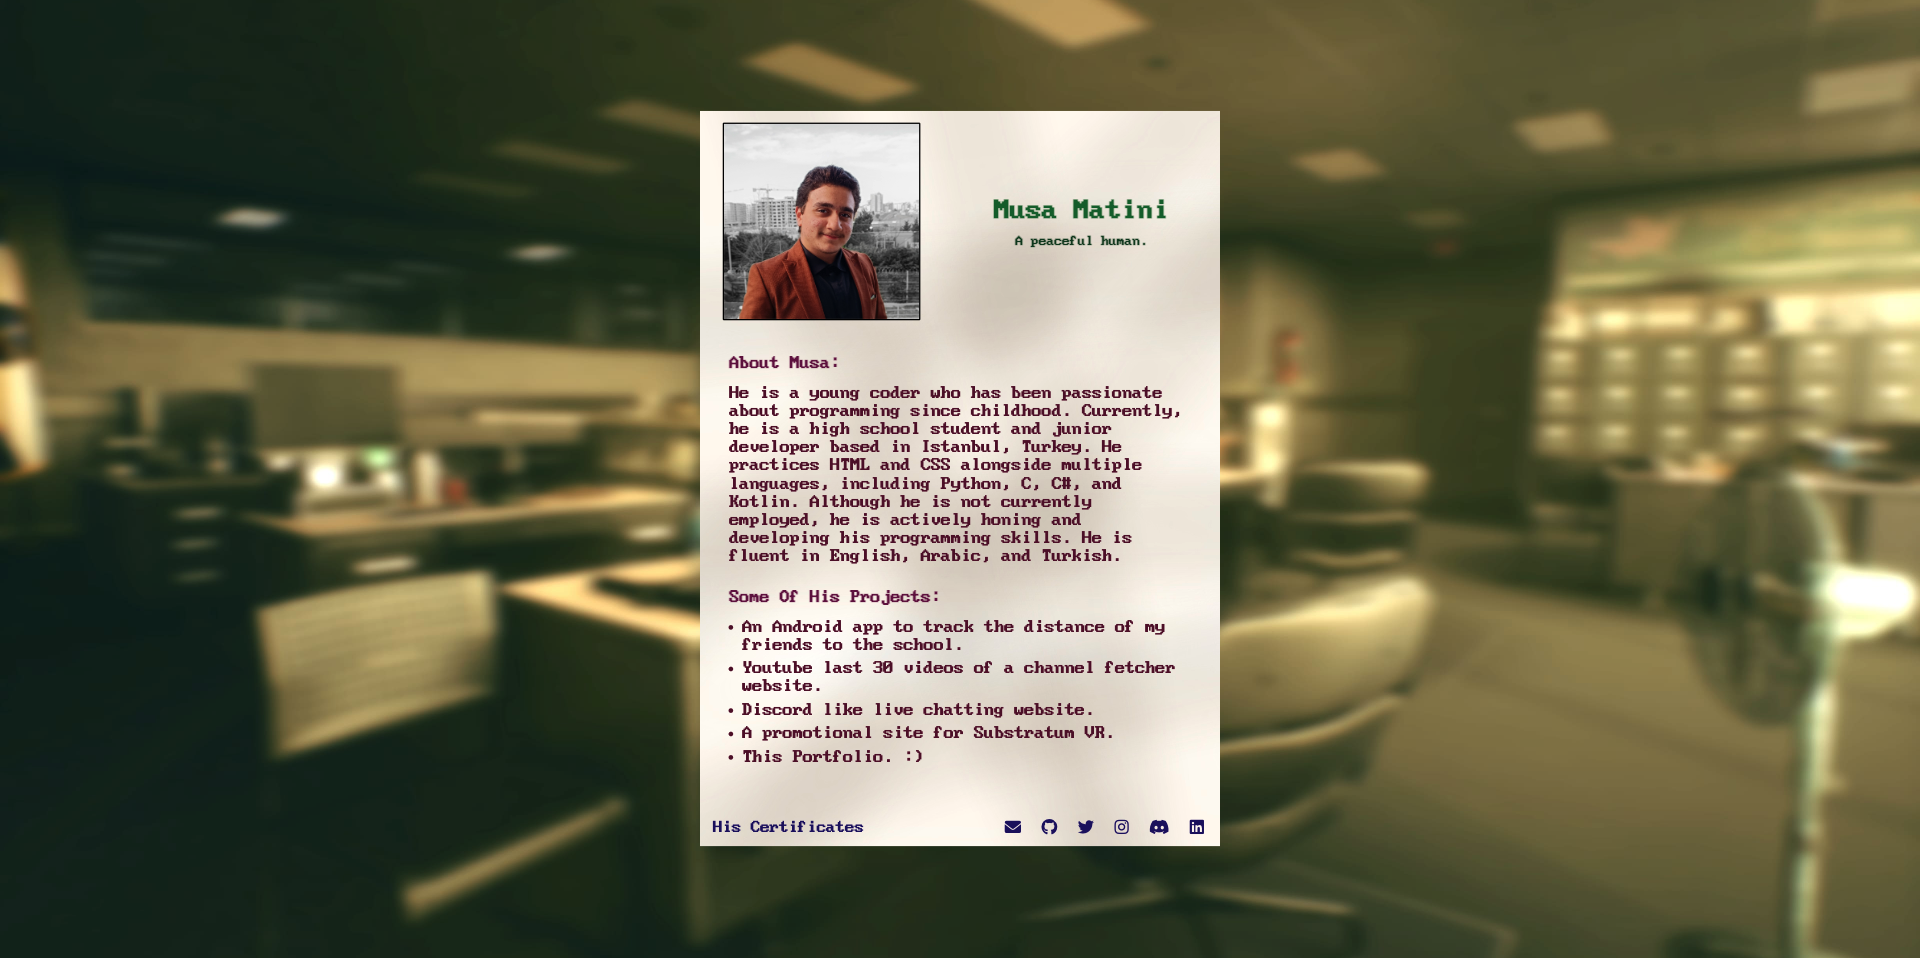 Musa Matini
A peaceful human.
About Musa:
He is a young coder who has been passionate
about programming since childhood. Currently,
he is a high school student and junior
developer based in Istanbul, Turkey. He
practices HTML and CSS alongside multiple
languages, including Python, C, C#, and
Kotlin. Although he is not currently
employed, he is actively honing and
developing his programming skills. He is
fluent in English, Arabic, and Turkish.
Some Of His Projects:
• An Android app to track the distance of my
friends to the school.
• Youtube last 30 videos of a channel fetcher
website.
• Discord like live chatting website.
• A promotional site for Substratum VR.
• This Portfolio. :)
His Certificates